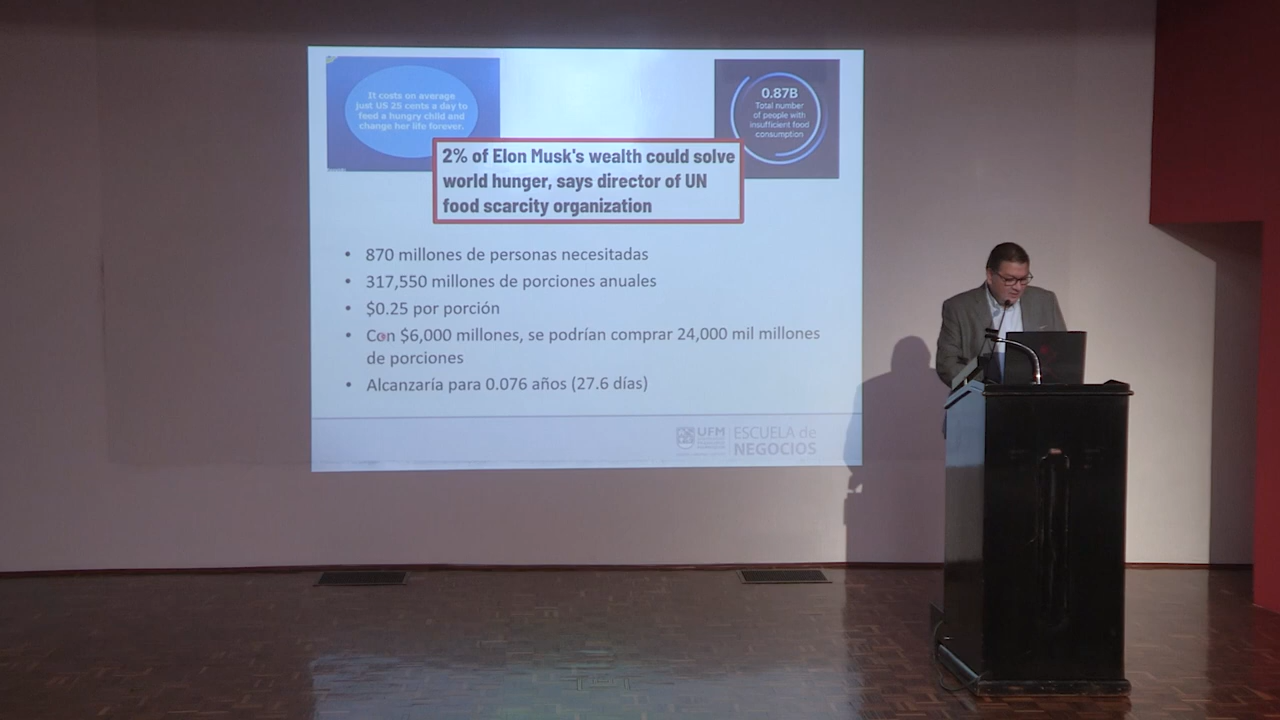 It costs on average
just US 25 cents a day to
feed a hungry child and
change her life forever.
0.87B
Total number
of people with
insufficient food
consumption
2% of Elon Musk's wealth could solve
world hunger, says director of UN
food scarcity organization
• 870 millones de personas necesitadas
• 317,550 millones de porciones anuales
• $0.25 por porción
• Con $6,000 millones, se podrían comprar 24,000 mil millones
de porciones
• Alcanzaría para 0.076 años (27.6 días)
UFM
ESCUELA de
NEGOCIOS